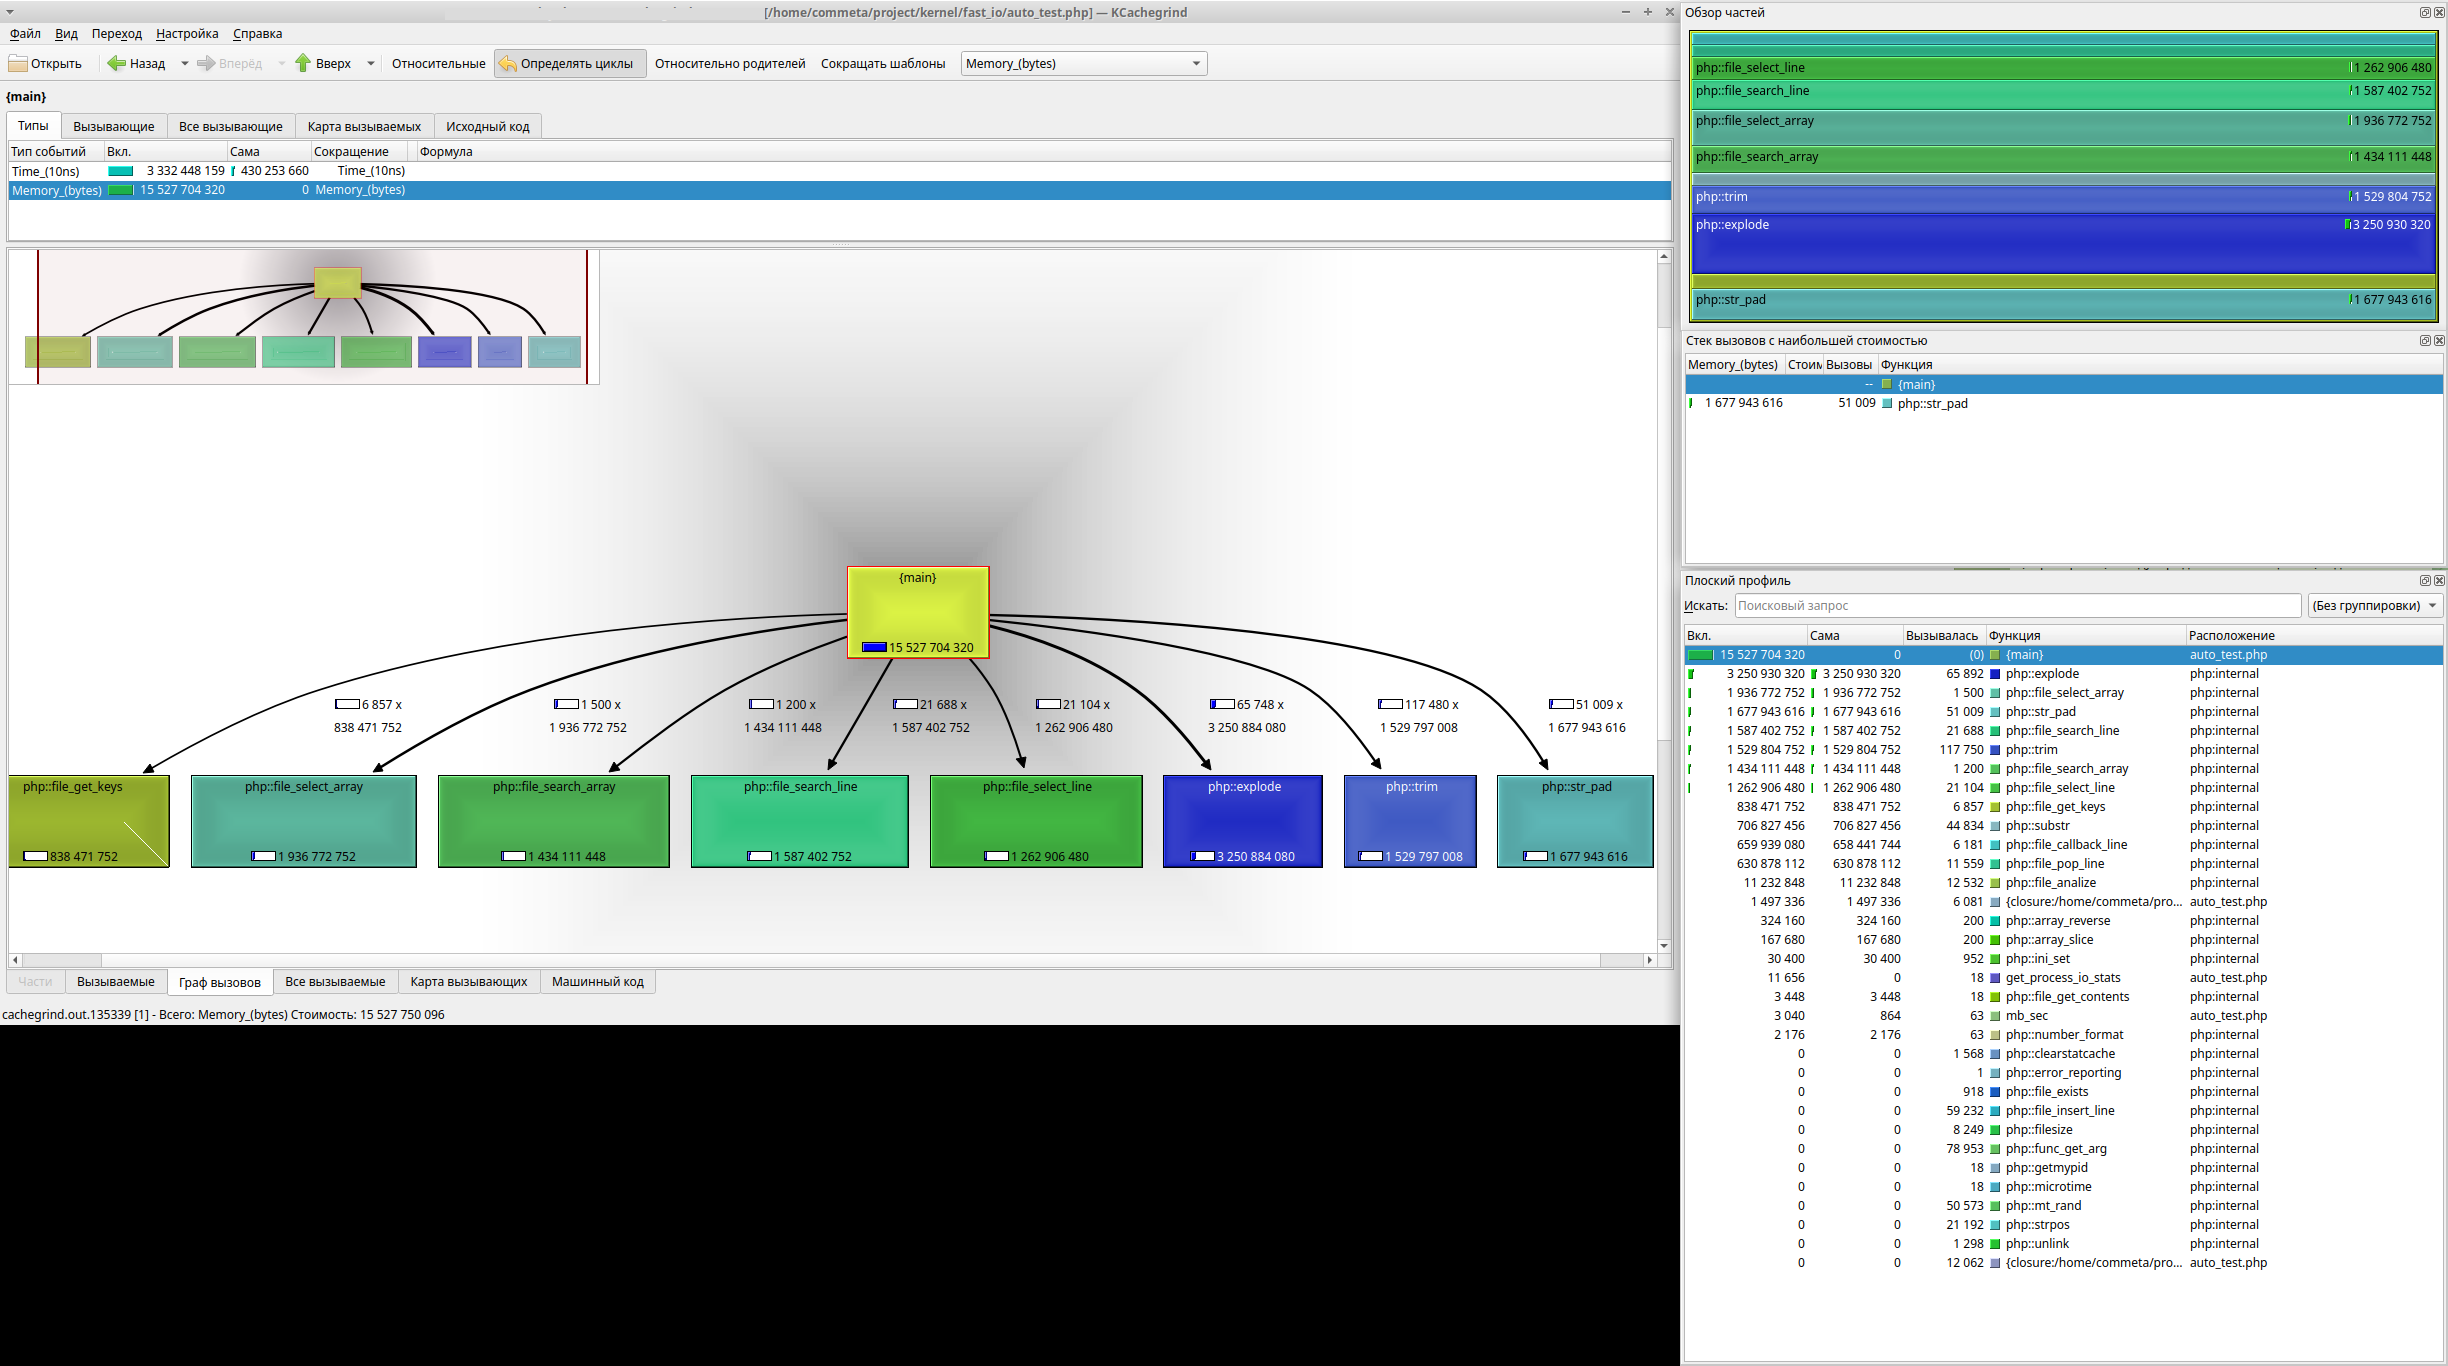 [/home/commeta/project/kernel/fast_io/auto_test.php] — KCachegrind
Файл Вид Переход Настройка Справка
Открыть Назад Вперёд Вверх Относительные Определять циклы Относительно родителей Сокращать шаблоны Memory_(bytes)
{main}
Типы Вызывающие Все вызывающие Карта вызываемых Исходный код
Тип событий Вкл. Сама Сокращение Формула
Time_(10ns) 3 332 448 159 430 253 660 Time_(10ns)
Memory_(bytes) 15 527 704 320 0 Memory_(bytes)
{main}
15 527 704 320
6 857 x 1 500 x 1 200 x 21 688 x 21 104 x 65 748 x 117 480 x 51 009 x
838 471 752 1 936 772 752 1 434 111 448 1 587 402 752 1 262 906 480 3 250 884 080 1 529 797 008 1 677 943 616
php::file_get_keys php::file_select_array php::file_search_array php::file_search_line php::file_select_line php::explode php::trim php::str_pad
838 471 752 1 936 772 752 1 434 111 448 1 587 402 752 1 262 906 480 3 250 884 080 1 529 797 008 1 677 943 616
Части Вызываемые Граф вызовов Все вызываемые Карта вызывающих Машинный код
cachegrind.out.135339 [1] - Всего: Memory_(bytes) Стоимость: 15 527 750 096
Обзор частей
php::file_select_line 1 262 906 480
php::file_search_line 1 587 402 752
php::file_select_array 1 936 772 752
php::file_search_array 1 434 111 448
php::trim 1 529 804 752
php::explode 3 250 930 320
php::str_pad 1 677 943 616
Стек вызовов с наибольшей стоимостью
Memory_(bytes) Стоим Вызовы Функция
-- {main}
1 677 943 616 51 009 php::str_pad
Плоский профиль
Искать: Поисковый запрос (Без группировки)
Вкл. Сама Вызывалась Функция Расположение
15 527 704 320 0 (0) {main} auto_test.php
3 250 930 320 3 250 930 320 65 892 php::explode php:internal
1 936 772 752 1 936 772 752 1 500 php::file_select_array php:internal
1 677 943 616 1 677 943 616 51 009 php::str_pad php:internal
1 587 402 752 1 587 402 752 21 688 php::file_search_line php:internal
1 529 804 752 1 529 804 752 117 750 php::trim php:internal
1 434 111 448 1 434 111 448 1 200 php::file_search_array php:internal
1 262 906 480 1 262 906 480 21 104 php::file_select_line php:internal
838 471 752 838 471 752 6 857 php::file_get_keys php:internal
706 827 456 706 827 456 44 834 php::substr php:internal
659 939 080 658 441 744 6 181 php::file_callback_line php:internal
630 878 112 630 878 112 11 559 php::file_pop_line php:internal
11 232 848 11 232 848 12 532 php::file_analize php:internal
1 497 336 1 497 336 6 081 {closure:/home/commeta/pro... auto_test.php
324 160 324 160 200 php::array_reverse php:internal
167 680 167 680 200 php::array_slice php:internal
30 400 30 400 952 php::ini_set php:internal
11 656 0 18 get_process_io_stats auto_test.php
3 448 3 448 18 php::file_get_contents php:internal
3 040 864 63 mb_sec auto_test.php
2 176 2 176 63 php::number_format php:internal
0 0 1 568 php::clearstatcache php:internal
0 0 1 php::error_reporting php:internal
0 0 918 php::file_exists php:internal
0 0 59 232 php::file_insert_line php:internal
0 0 8 249 php::filesize php:internal
0 0 78 953 php::func_get_arg php:internal
0 0 18 php::getmypid php:internal
0 0 18 php::microtime php:internal
0 0 50 573 php::mt_rand php:internal
0 0 21 192 php::strpos php:internal
0 0 1 298 php::unlink php:internal
0 0 12 062 {closure:/home/commeta/pro... auto_test.php